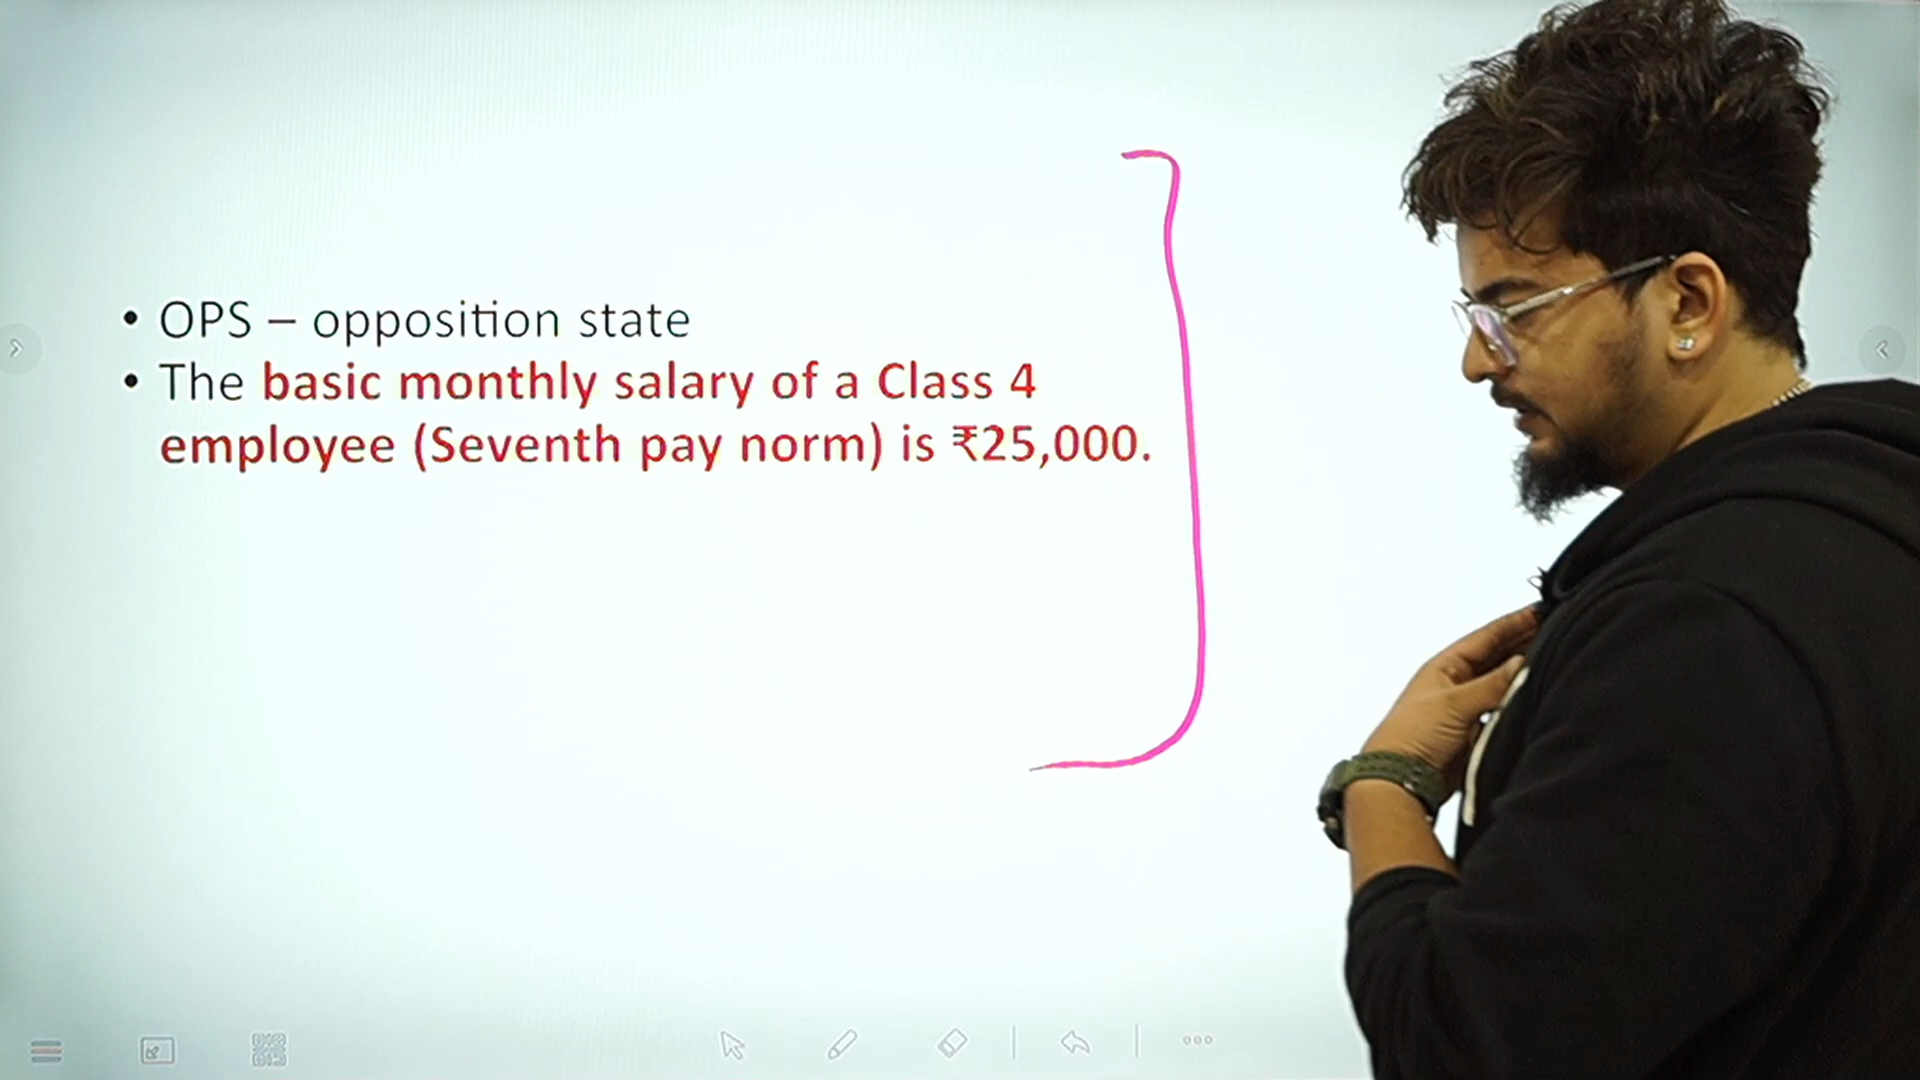 • OPS – opposition state
• The basic monthly salary of a Class 4
employee (Seventh pay norm) is ₹25,000.